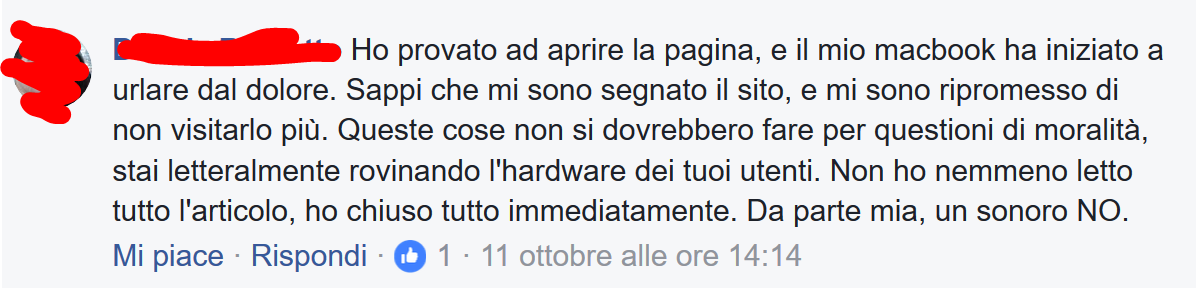 Ho provato ad aprire la pagina, e il mio macbook ha iniziato a
urlare dal dolore. Sappi che mi sono segnato il sito, e mi sono ripromesso di
non visitarlo più. Queste cose non si dovrebbero fare per questioni di moralità,
stai letteralmente rovinando l'hardware dei tuoi utenti. Non ho nemmeno letto
tutto l'articolo, ho chiuso tutto immediatamente. Da parte mia, un sonoro NO.
Mi piace · Rispondi · 1 · 11 ottobre alle ore 14:14